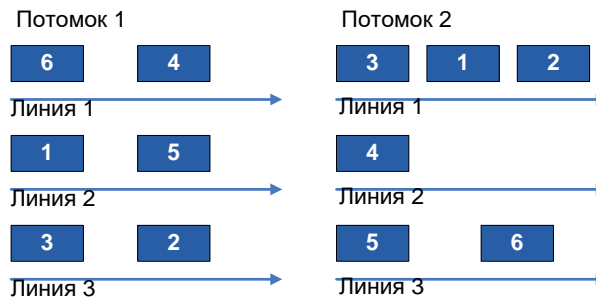 Потомок 1
6 4
Линия 1
1 5
Линия 2
3 2
Линия 3
Потомок 2
3 1 2
Линия 1
4
Линия 2
5 6
Линия 3